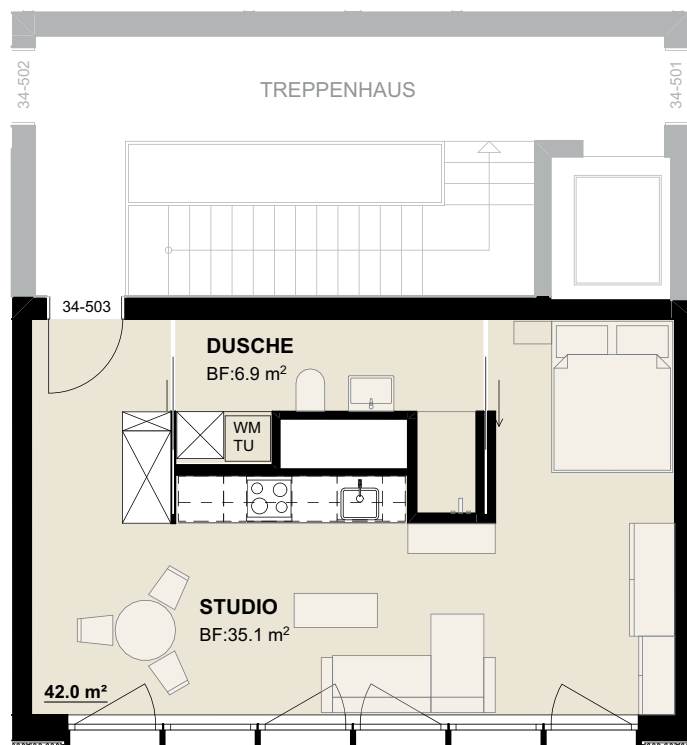 34-502
TREPPENHAUS
34-501
34-503
DUSCHE
BF:6.9 m²
WM
TU
STUDIO
BF:35.1 m²
42.0 m²